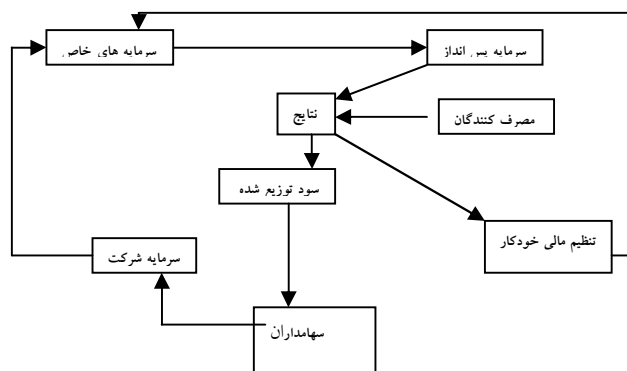 سرمایه های خاص
سرمایه پس انداز
نتایج
مصرف کنندگان
سود توزیع شده
تنظیم مالی خودکار
سرمایه شرکت
سهامداران